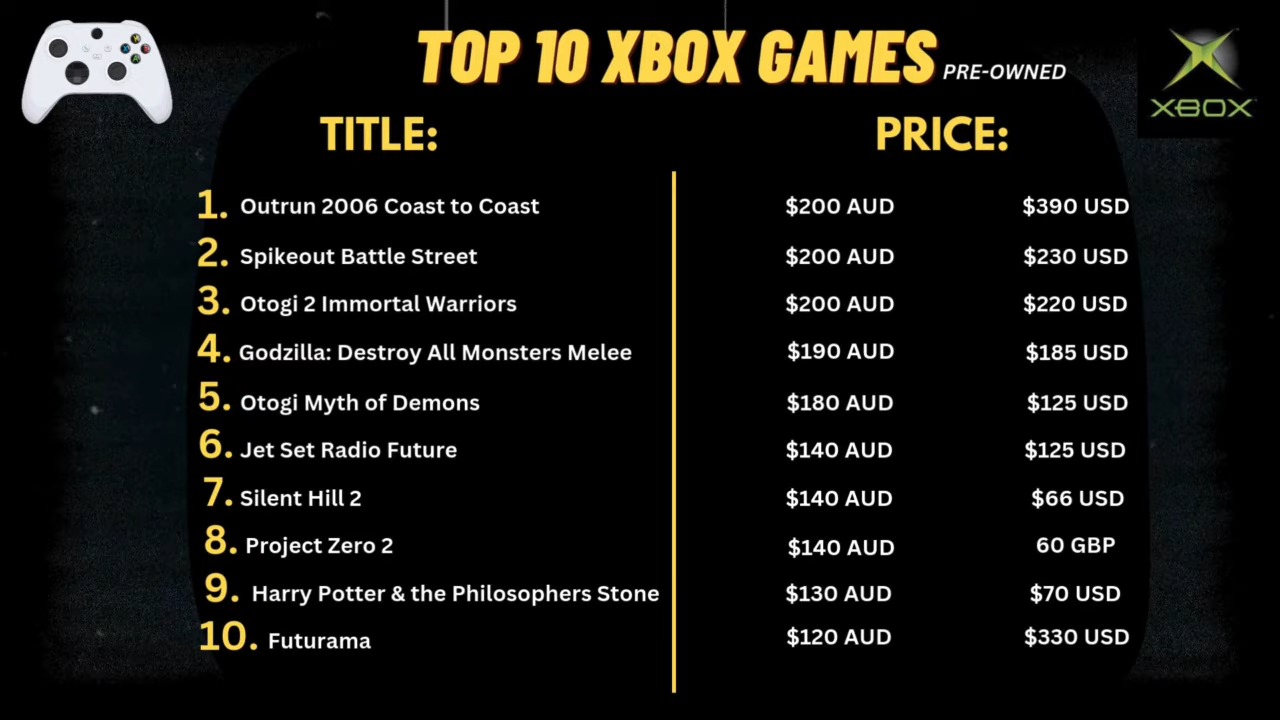 TOP 10 XBOX GAMES PRE-OWNED
XBOX
TITLE: PRICE:
1. Outrun 2006 Coast to Coast $200 AUD $390 USD
2. Spikeout Battle Street $200 AUD $230 USD
3. Otogi 2 Immortal Warriors $200 AUD $220 USD
4. Godzilla: Destroy All Monsters Melee $190 AUD $185 USD
5. Otogi Myth of Demons $180 AUD $125 USD
6. Jet Set Radio Future $140 AUD $125 USD
7. Silent Hill 2 $140 AUD $66 USD
8. Project Zero 2 $140 AUD 60 GBP
9. Harry Potter & the Philosophers Stone $130 AUD $70 USD
10. Futurama $120 AUD $330 USD